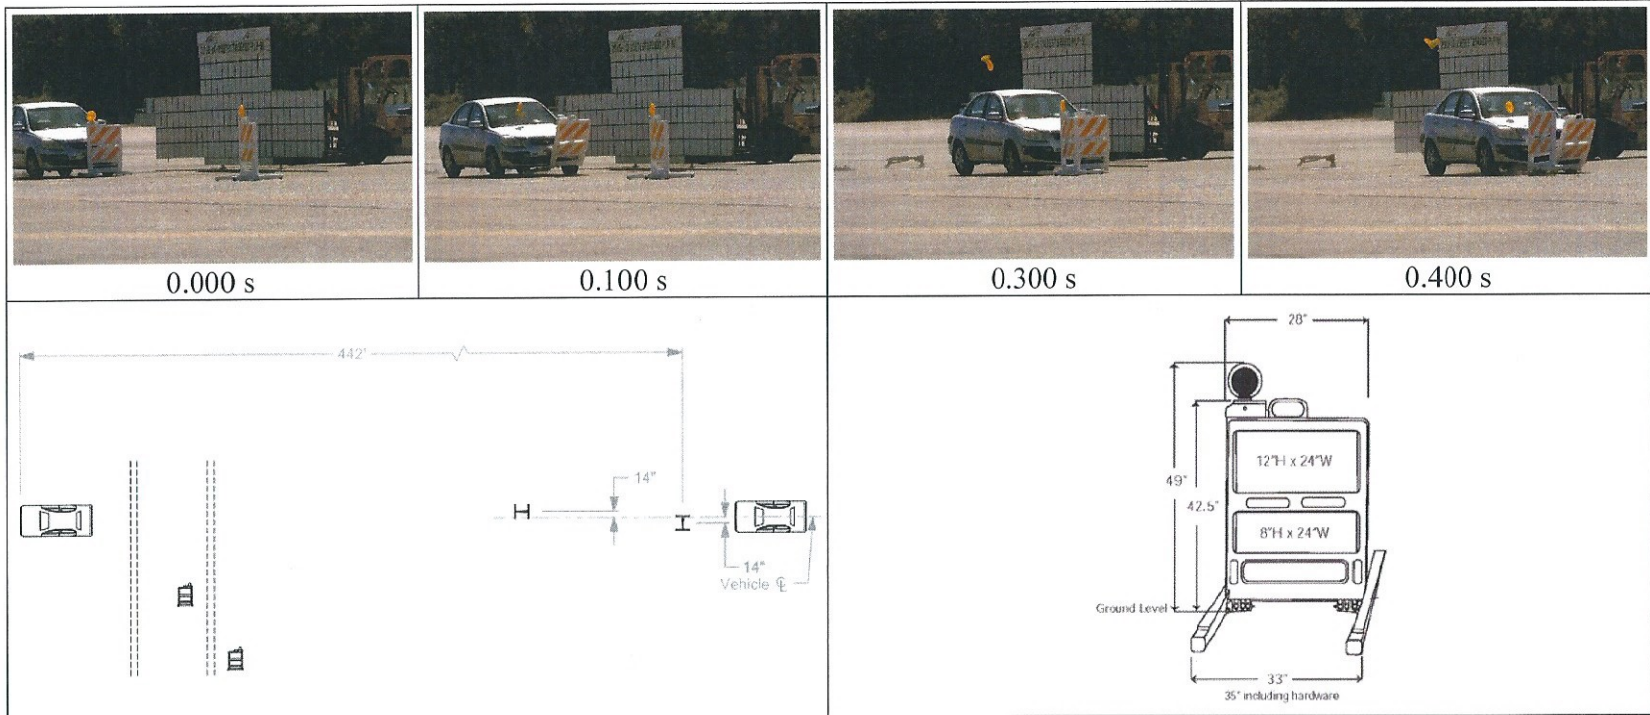 0.000 s
0.100 s
0.300 s
0.400 s
442'
14"
14"
Vehicle ℄
28"
12"H x 24"W
49"
42.5"
8"H x 24"W
Ground Level
33"
35" including hardware